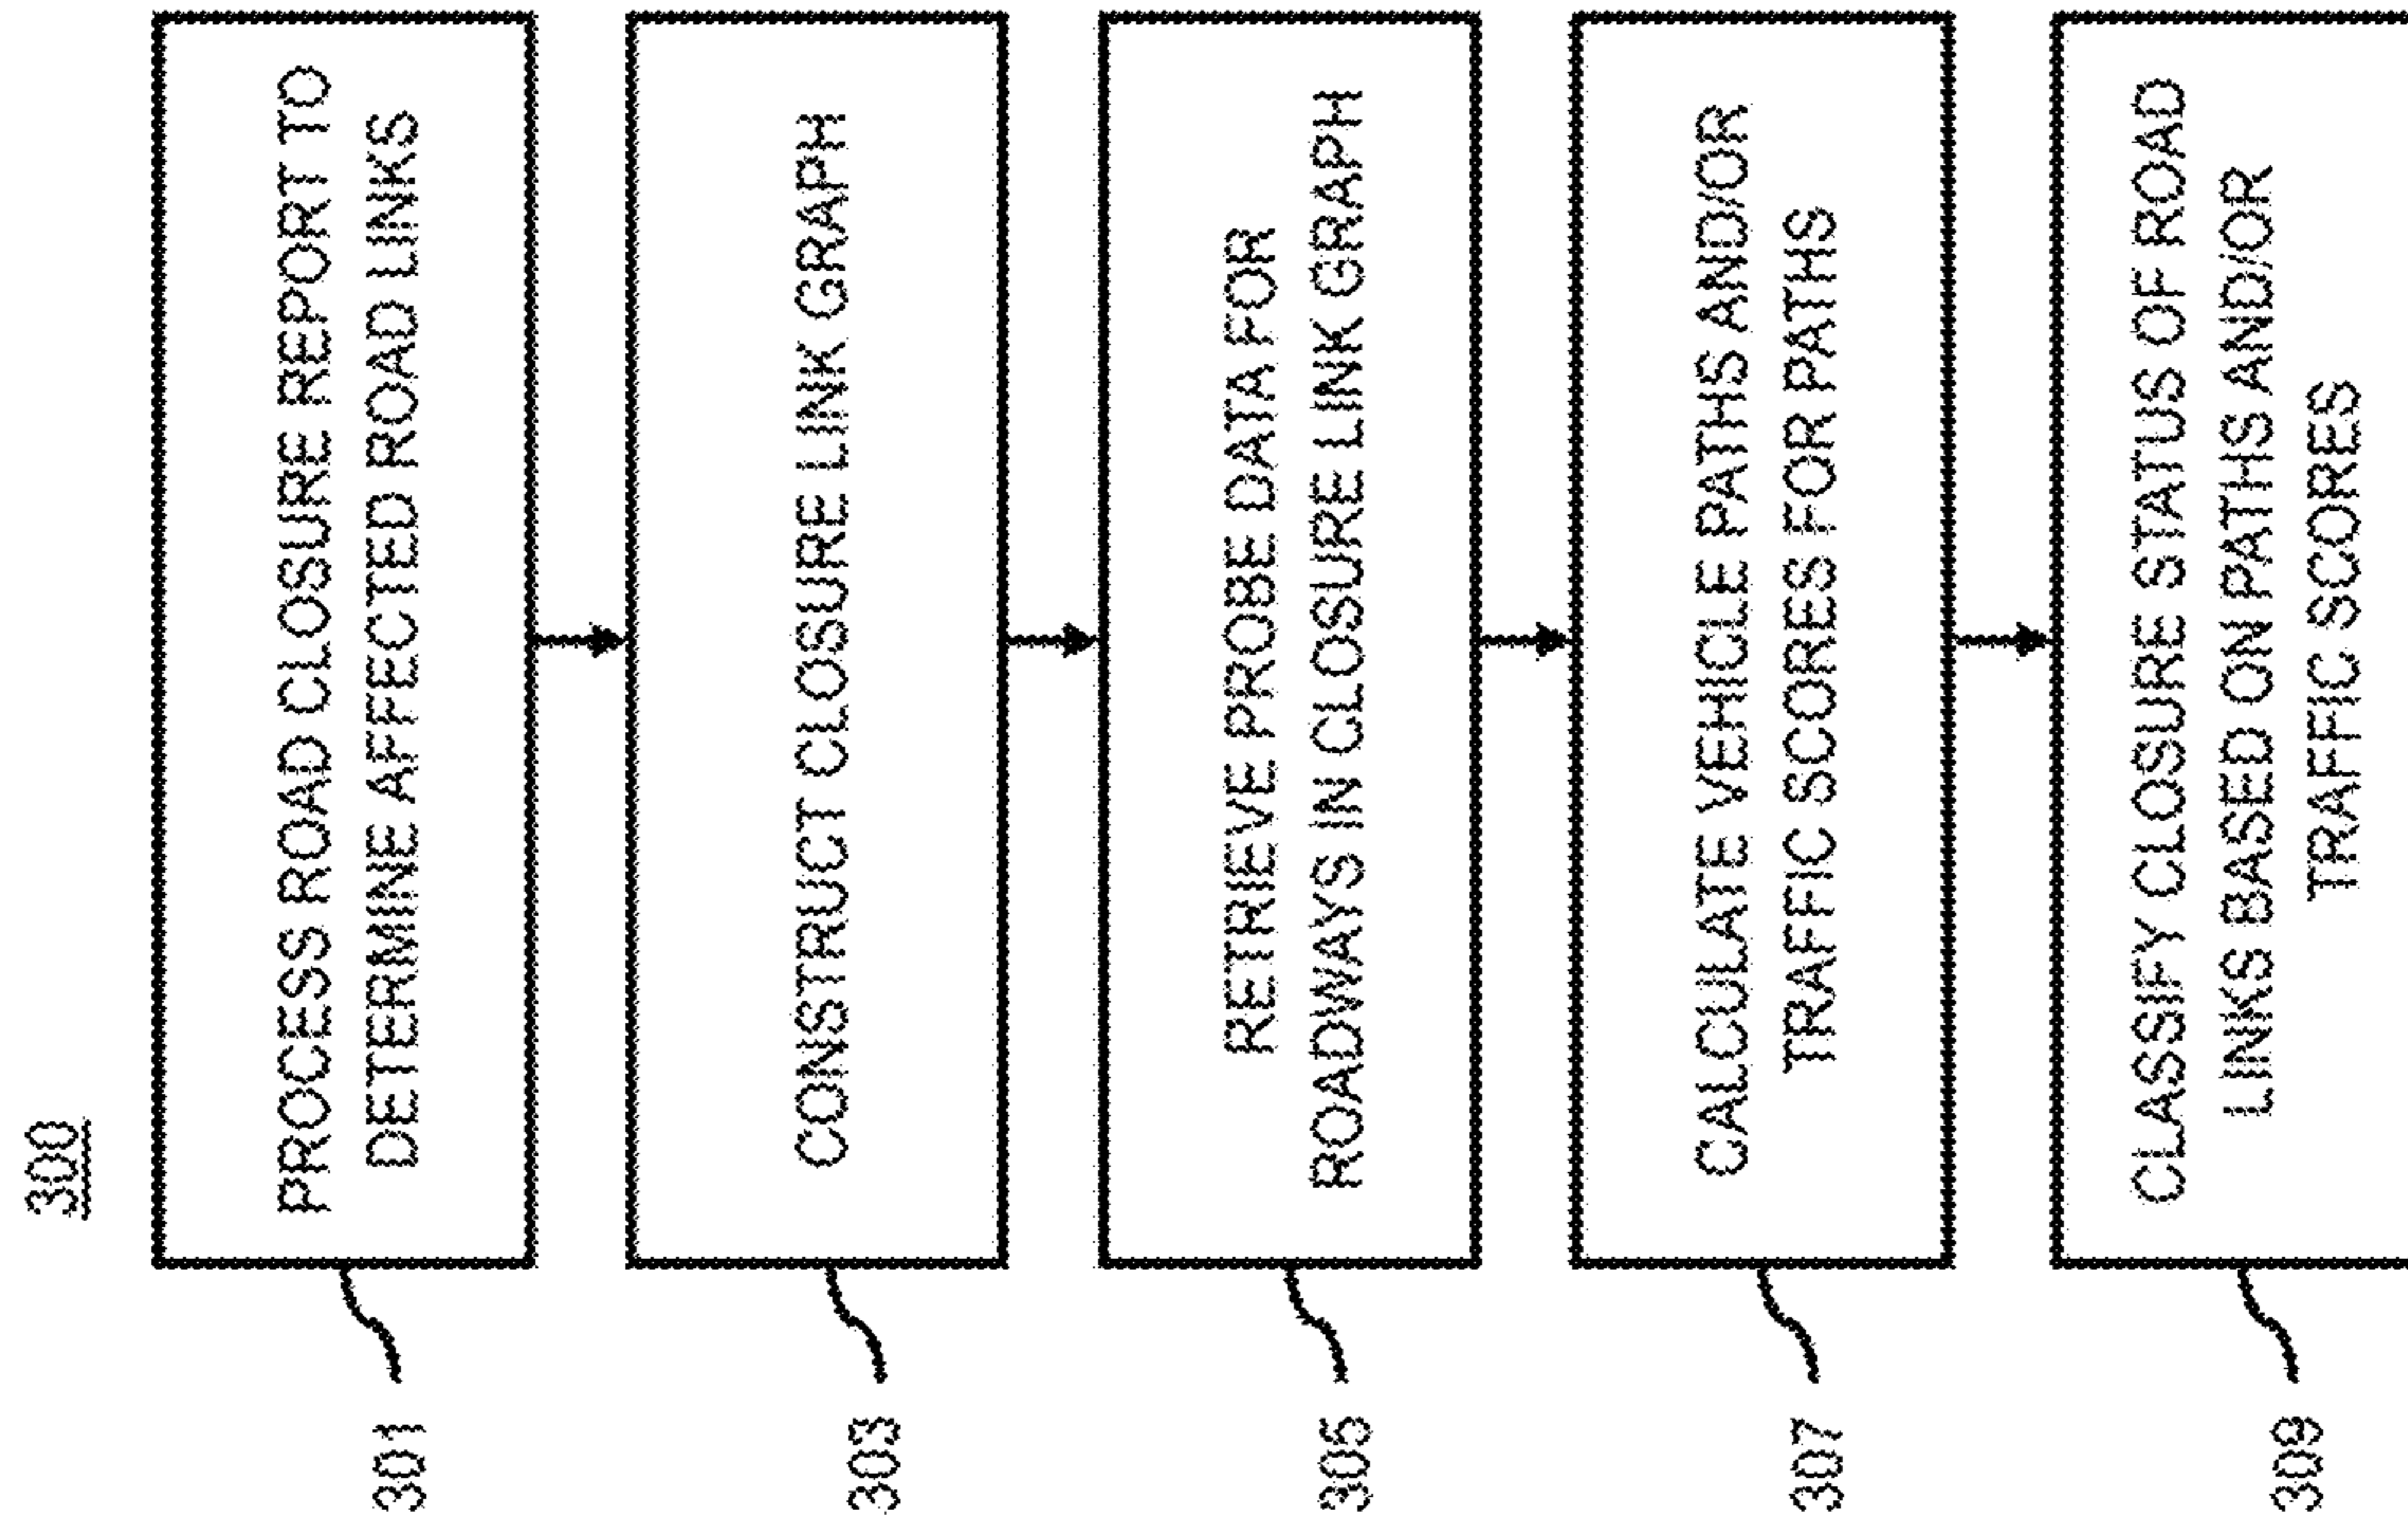 300
301
PROCESS ROAD CLOSURE REPORT TO
DETERMINE AFFECTED ROAD LINKS
303
CONSTRUCT CLOSURE LINK GRAPH
305
RETRIEVE PROBE DATA FOR
ROADWAYS IN CLOSURE LINK GRAPH
307
CALCULATE VEHICLE PATHS AND/OR
TRAFFIC SCORES FOR PATHS
309
CLASSIFY CLOSURE STATUS OF ROAD
LINKS BASED ON PATHS AND/OR
TRAFFIC SCORES